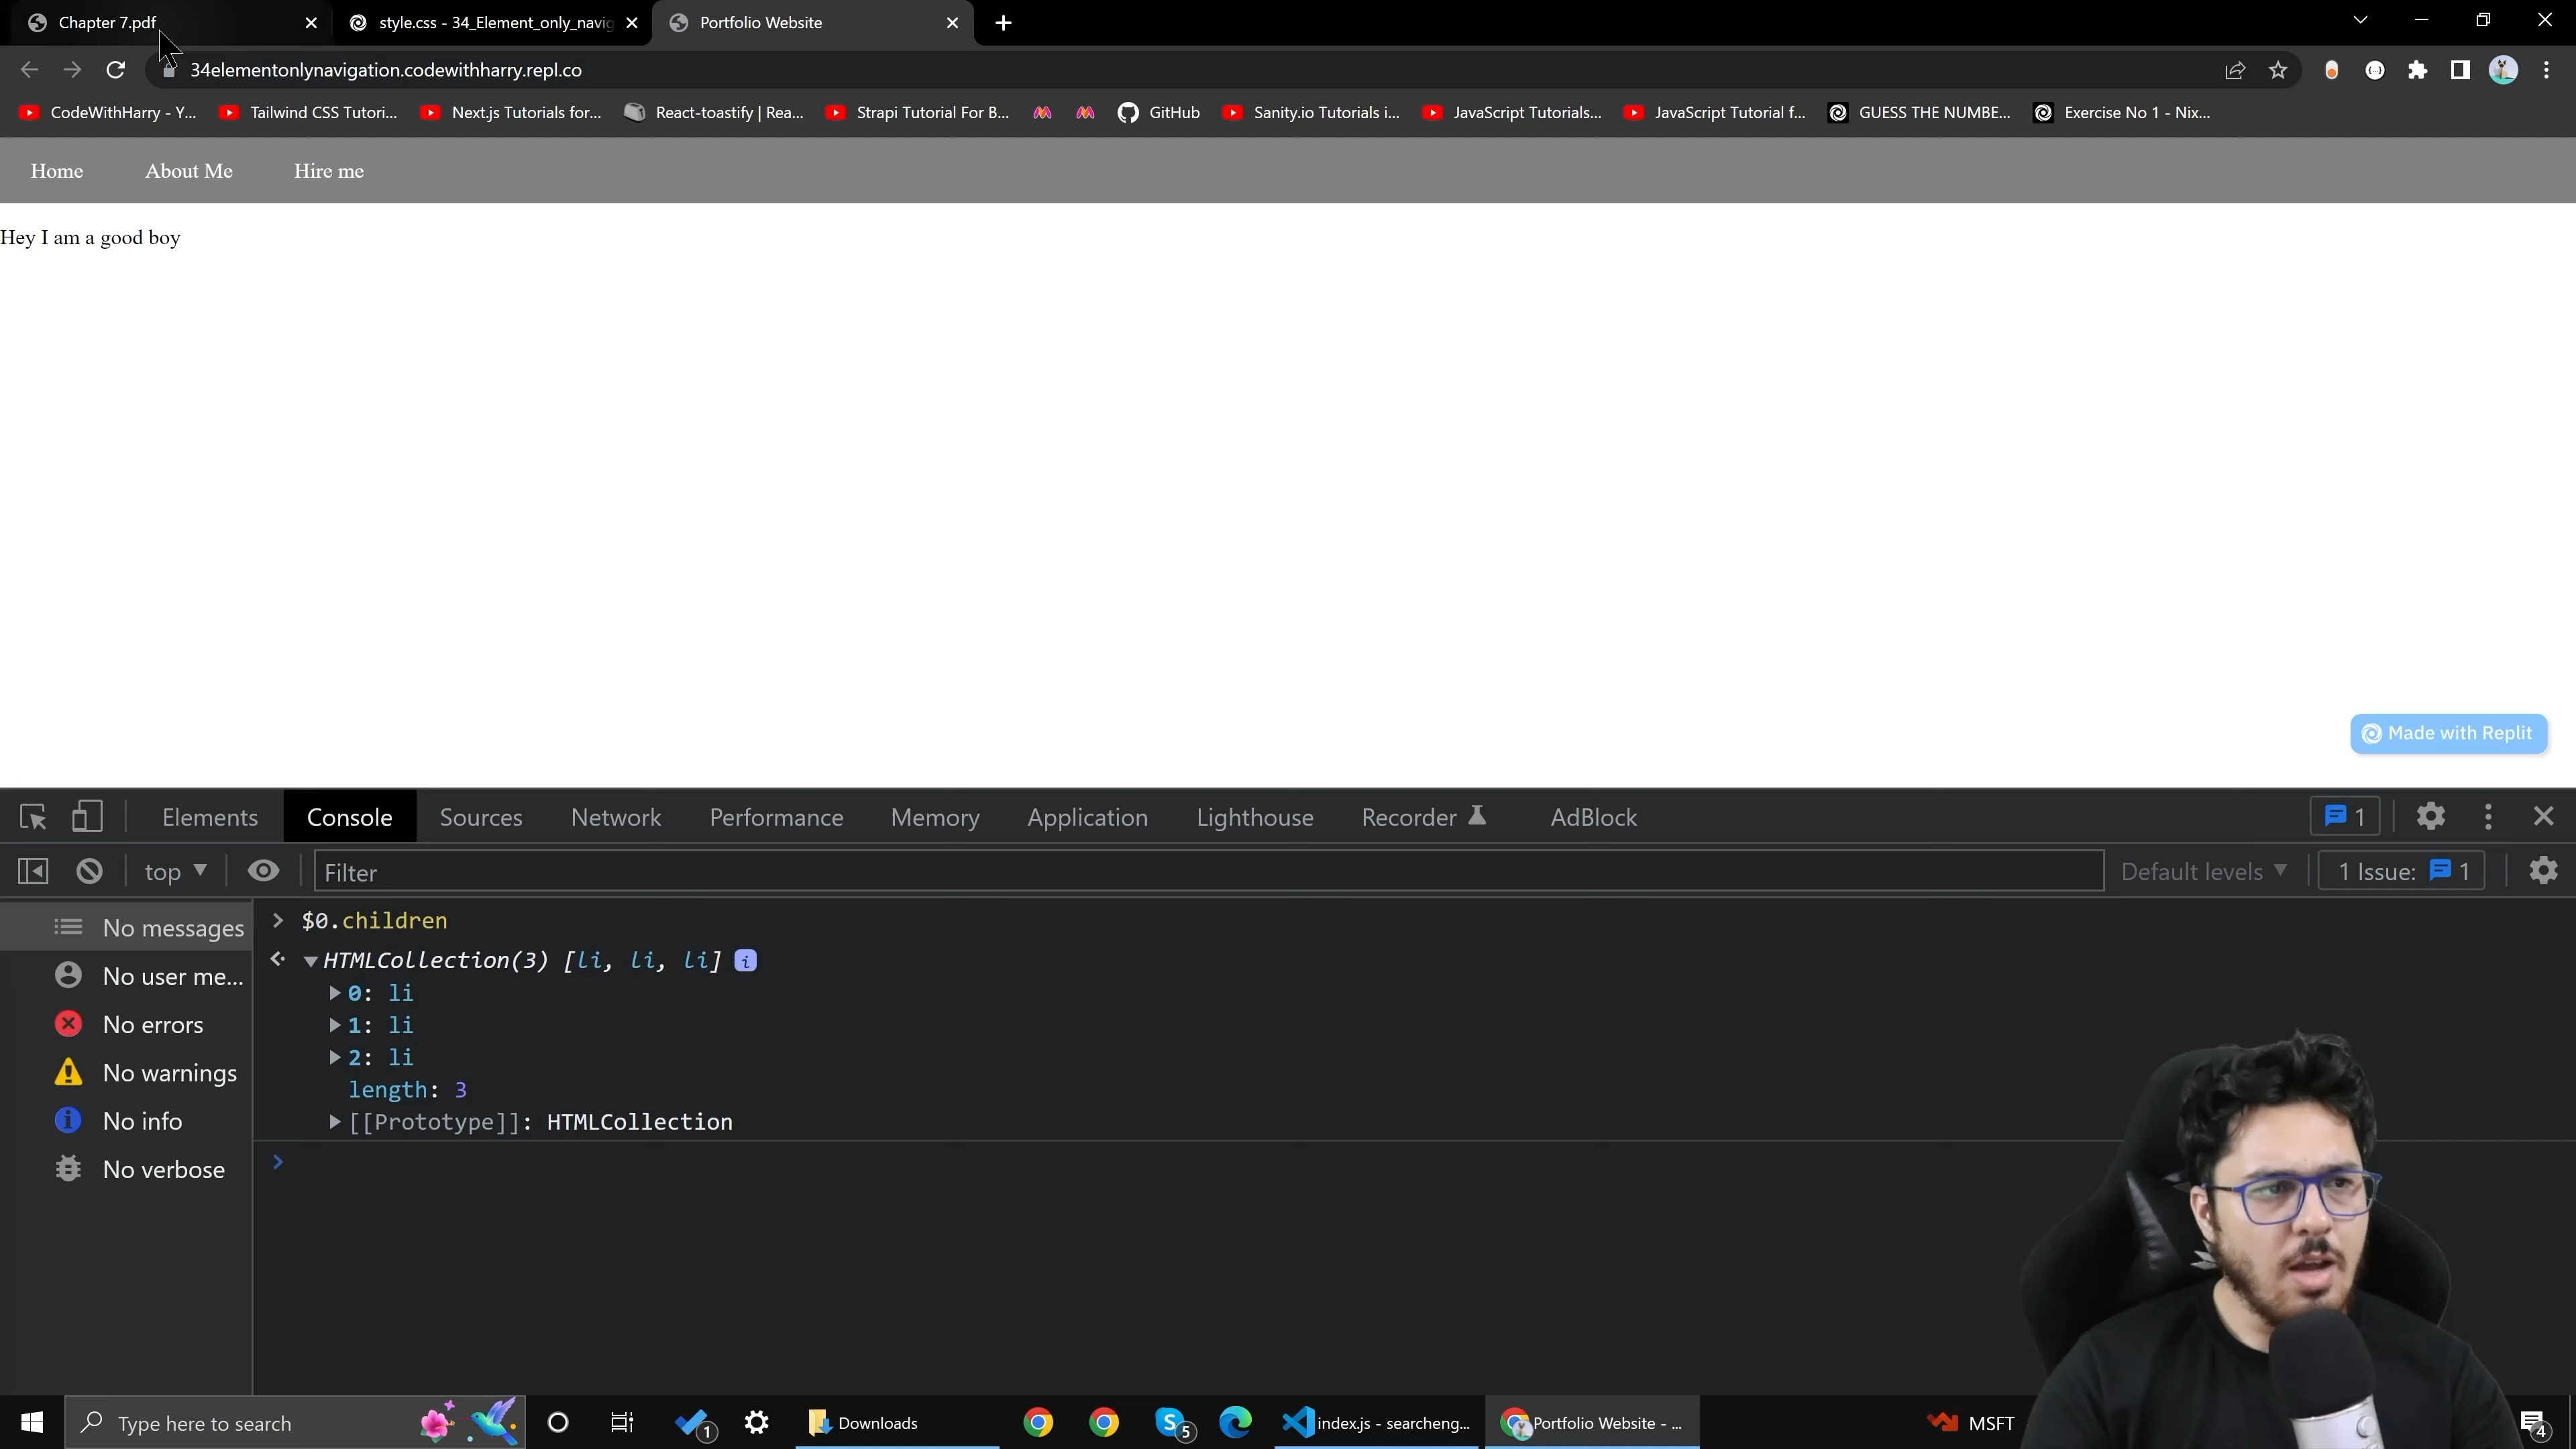 Chapter 7.pdf
style.css - 34_Element_only_navig
Portfolio Website
34elementonlynavigation.codewithharry.repl.co
CodeWithHarry - Y...
Tailwind CSS Tutori...
Next.js Tutorials for...
React-toastify | Rea...
Strapi Tutorial For B...
GitHub
Sanity.io Tutorials i...
JavaScript Tutorials...
JavaScript Tutorial f...
GUESS THE NUMBE...
Exercise No 1 - Nix...
Home
About Me
Hire me
Hey I am a good boy
Made with Replit
Elements
Console
Sources
Network
Performance
Memory
Application
Lighthouse
Recorder
AdBlock
1
top
Filter
Default levels
1 Issue: 1
No messages
No user me...
No errors
No warnings
No info
No verbose
> $0.children
HTMLCollection(3) [li, li, li] i
0: li
1: li
2: li
length: 3
[[Prototype]]: HTMLCollection
>
Type here to search
1
Downloads
5
index.js - searcheng...
Portfolio Website - ...
MSFT
4